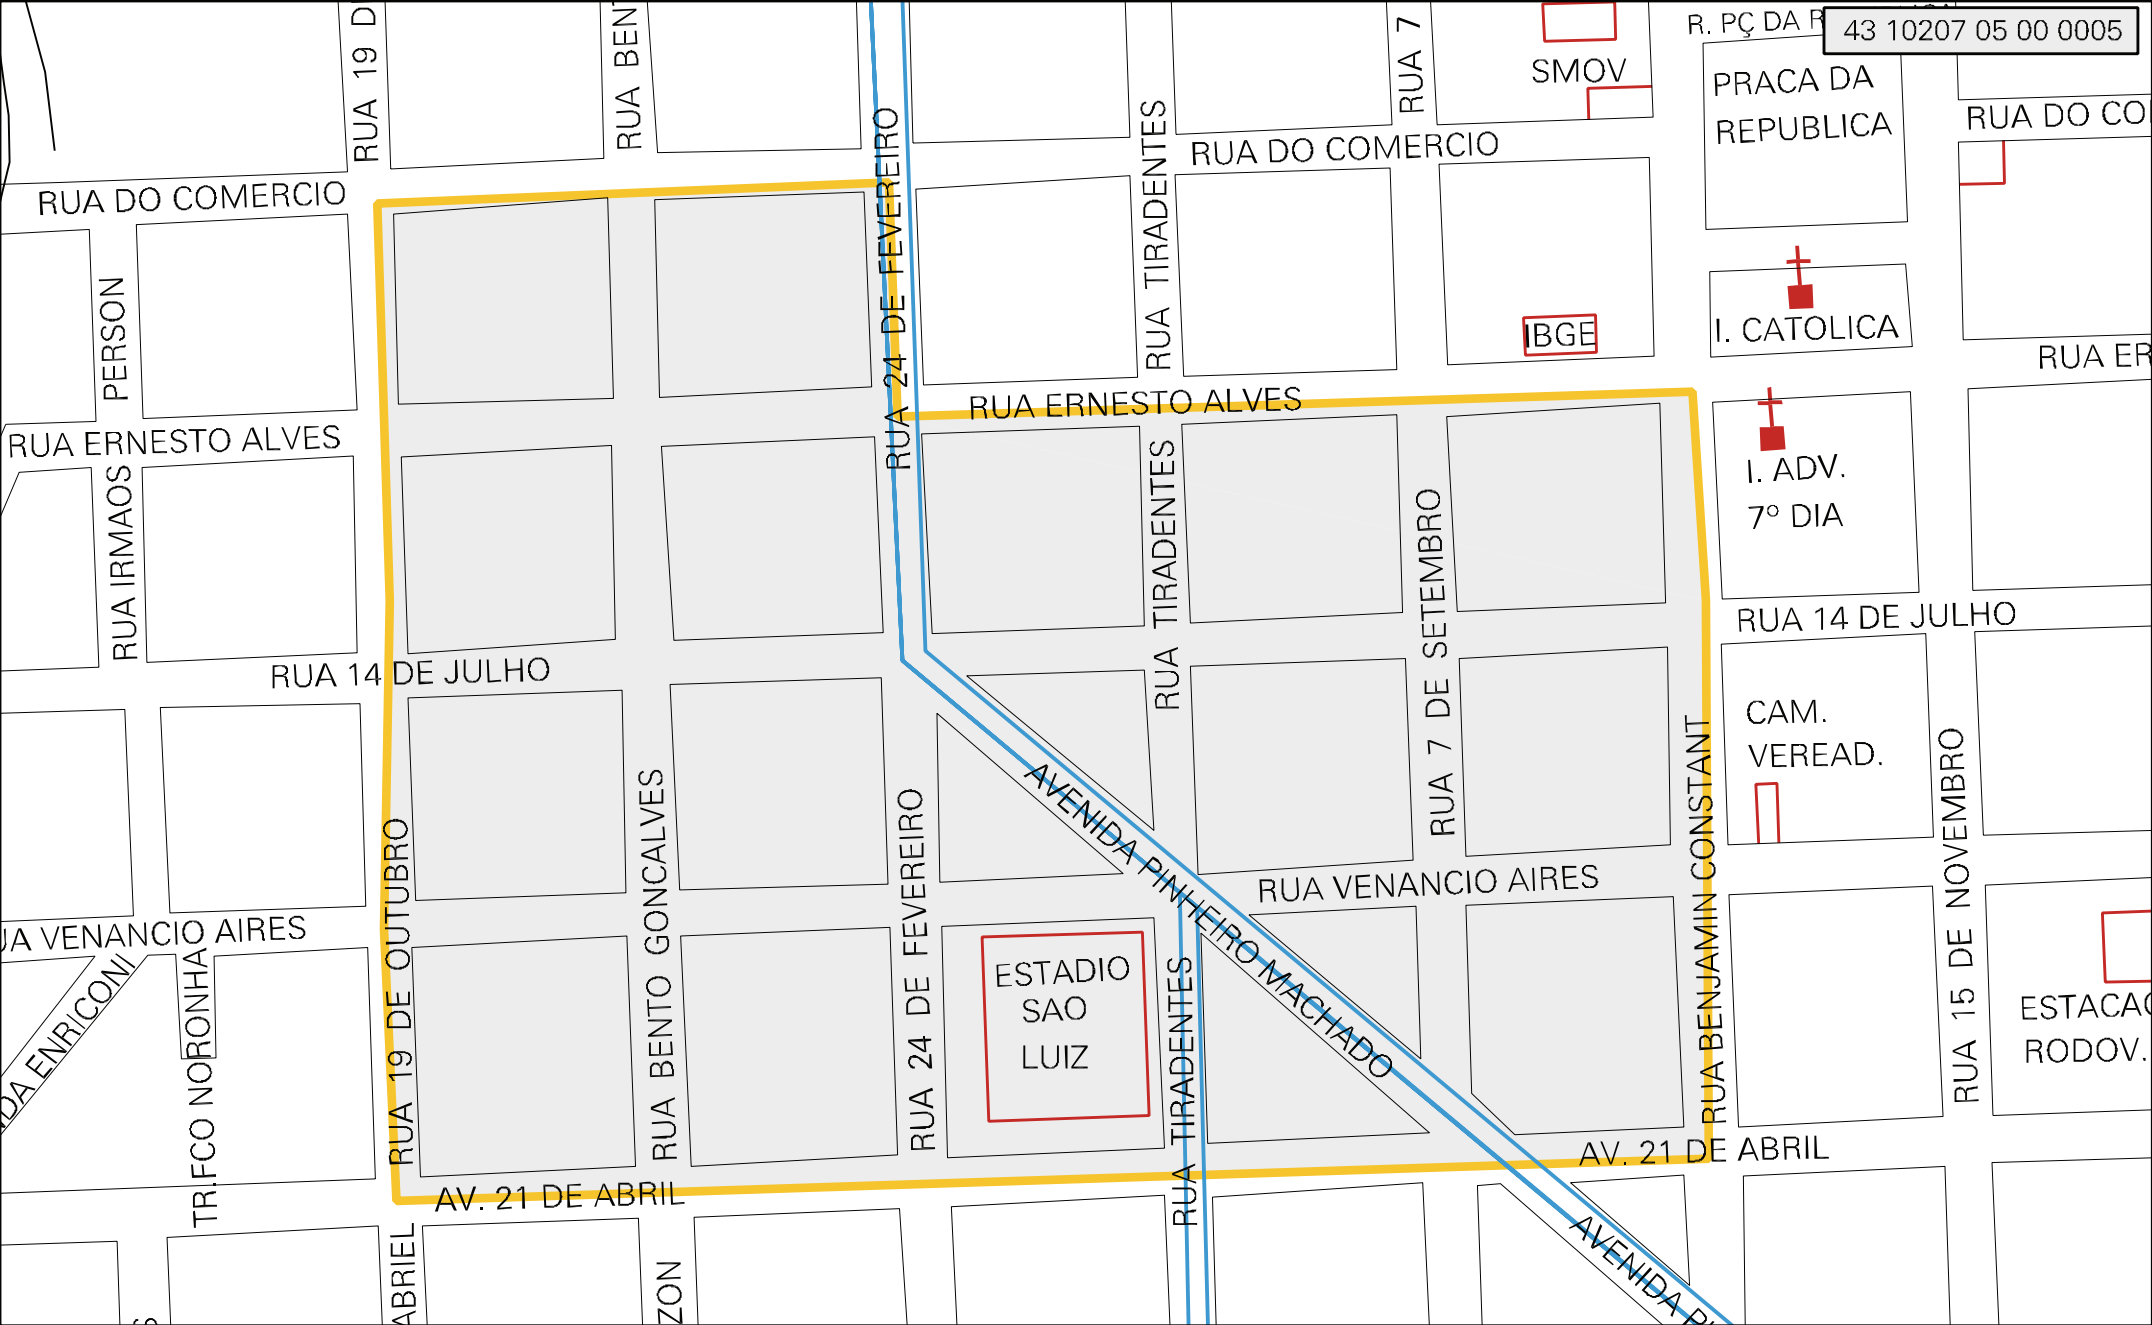 RUA 19 D
RUA BEN
RUA 7
SMOV
R. PÇ DA R
43 10207 05 00 0005
PRACA DA
REPUBLICA
RUA DO CO
RUA DO COMERCIO
RUA DO COMERCIO
RUA 24 DE FEVEREIRO
RUA TIRADENTES
PERSON
RUA IRMAOS
IBGE
I. CATOLICA
RUA ER
RUA ERNESTO ALVES
RUA ERNESTO ALVES
I. ADV.
7º DIA
RUA TIRADENTES
RUA 7 DE SETEMBRO
RUA 14 DE JULHO
RUA 14 DE JULHO
CAM.
VEREAD.
RUA 19 DE OUTUBRO
RUA BENTO GONCALVES
RUA 24 DE FEVEREIRO
AVENIDA PINHEIRO MACHADO
RUA VENANCIO AIRES
RUA BENJAMIN CONSTANT
RUA 15 DE NOVEMBRO
UA VENANCIO AIRES
NDA ENRICONI
TR.FCO NORONHA
ESTADIO
SAO
LUIZ
RUA TIRADENTES
ESTACAO
RODOV.
AV. 21 DE ABRIL
AV. 21 DE ABRIL
ABRIEL
ZON
AVENIDA PI